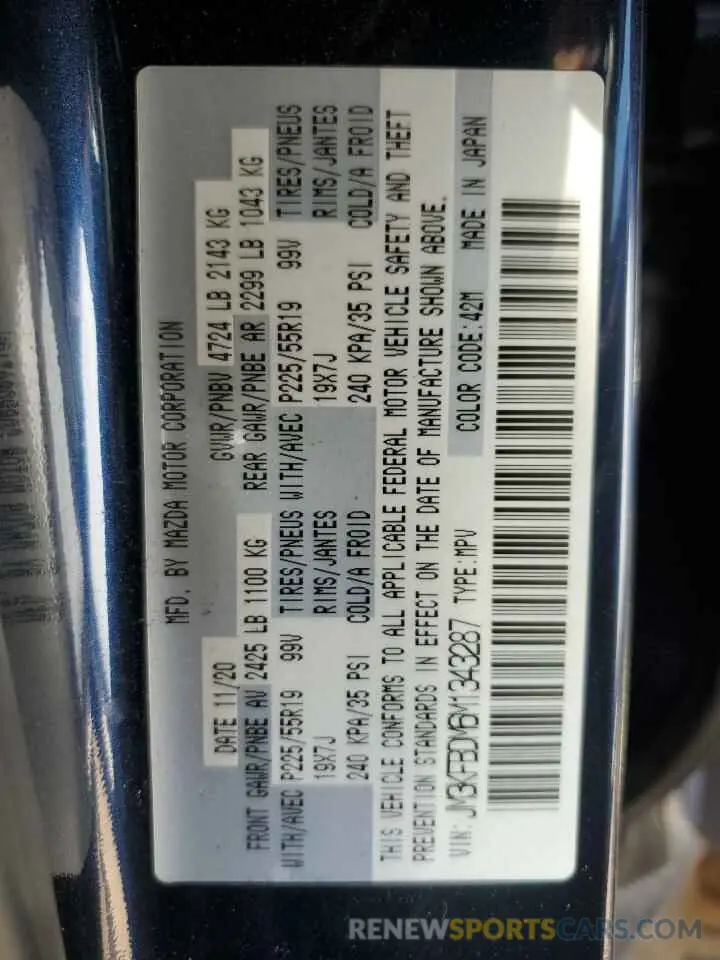 MFD. BY MAZDA MOTOR CORPORATION
DATE 11/20 GVWR/PNBV 4724 LB 2143 KG
FRONT GAWR/PNBE AV 2425 LB 1100 KG REAR GAWR/PNBE AR 2299 LB 1043 KG
WITH/AVEC P225/55R19 99V TIRES/PNEUS WITH/AVEC P225/55R19 99V TIRES/PNEUS
19X7J RIMS/JANTES 19X7J RIMS/JANTES
240 KPA/35 PSI COLD/A FROID 240 KPA/35 PSI COLD/A FROID
THIS VEHICLE CONFORMS TO ALL APPLICABLE FEDERAL MOTOR VEHICLE SAFETY AND THEFT
PREVENTION STANDARDS IN EFFECT ON THE DATE OF MANUFACTURE SHOWN ABOVE.
VIN: JM3KFBDM6M1343287 TYPE:MPV COLOR CODE:42M MADE IN JAPAN
RENEWSPORTSCARS.COM